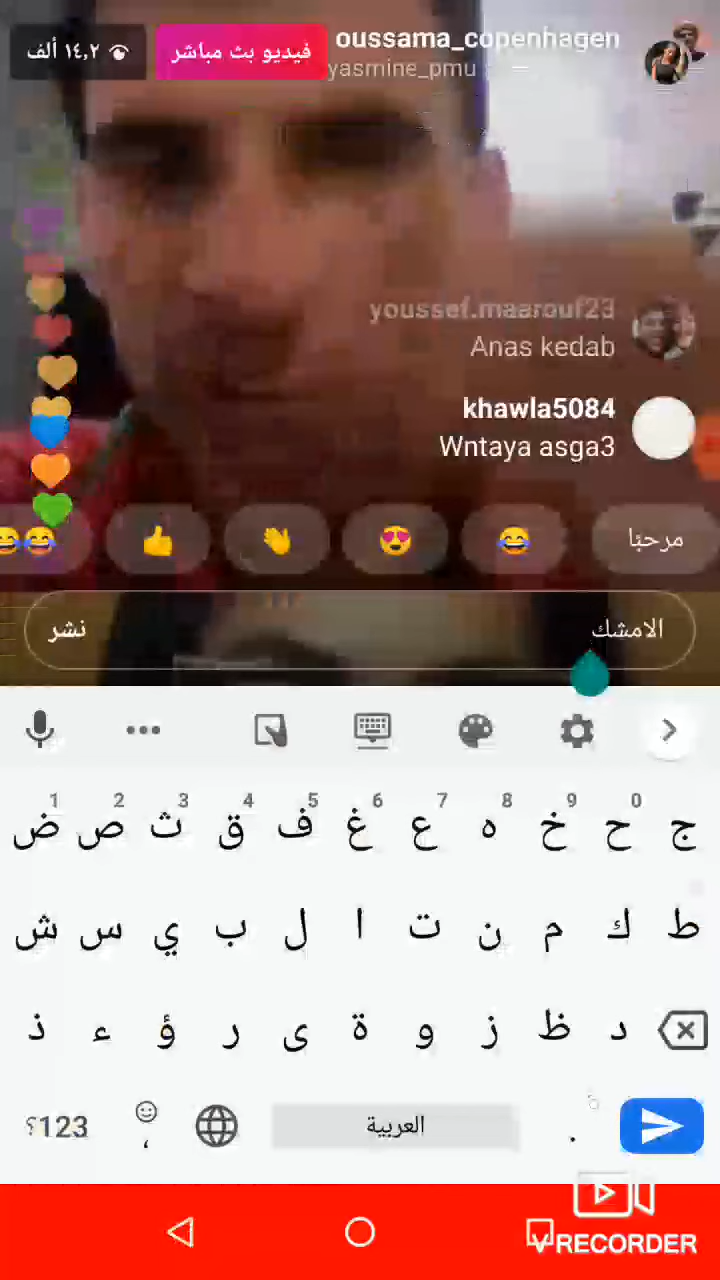 ١٤,٢ ألف
فيديو بث مباشر
oussama_copenhagen
yasmine_pmu
youssef.maarouf23
Anas kedab
khawla5084
Wntaya asga3
مرحبًا
الامشك
نشر
1 2 3 4 5 6 7 8 9 0
ض ص ث ق ف غ ع ه خ ح ج
ش س ي ب ل ا ت ن م ك ط
ذ ء ؤ ر ى ة و ز ظ د
؟123
،
العربية
.
VRECORDER